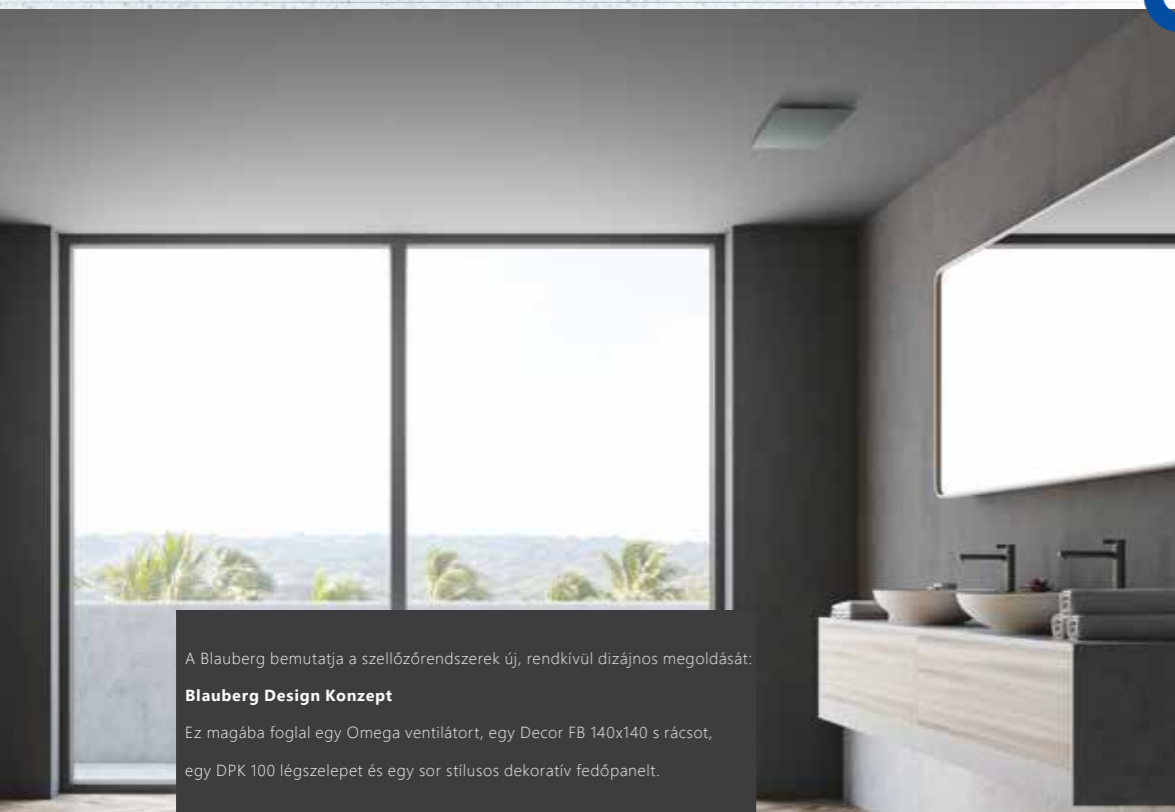 A Blauberg bemutatja a szellőzőrendszerek új, rendkívül dizájnos megoldását:
Blauberg Design Konzept
Ez magába foglal egy Omega ventilátort, egy Decor FB 140x140 s rácsot,
egy DPK 100 légszelepet és egy sor stílusos dekoratív fedőpanelt.